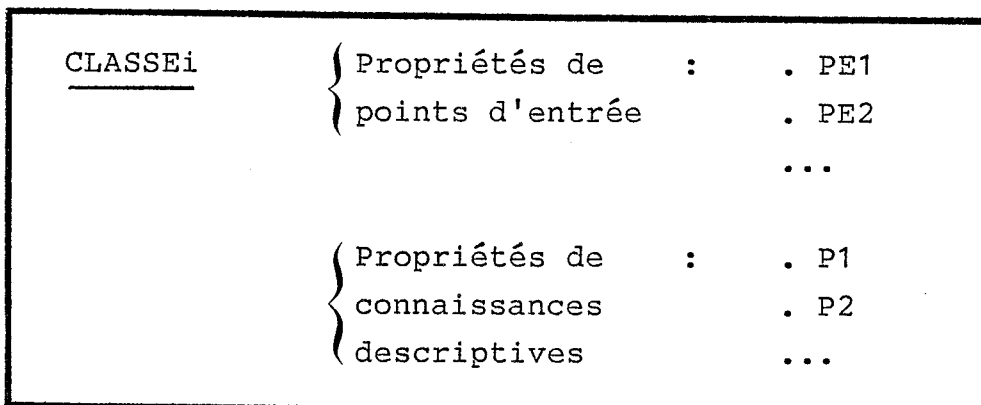 CLASSEi Propriétés de : . PE1
points d'entrée . PE2
...
Propriétés de : . P1
connaissances . P2
descriptives ...